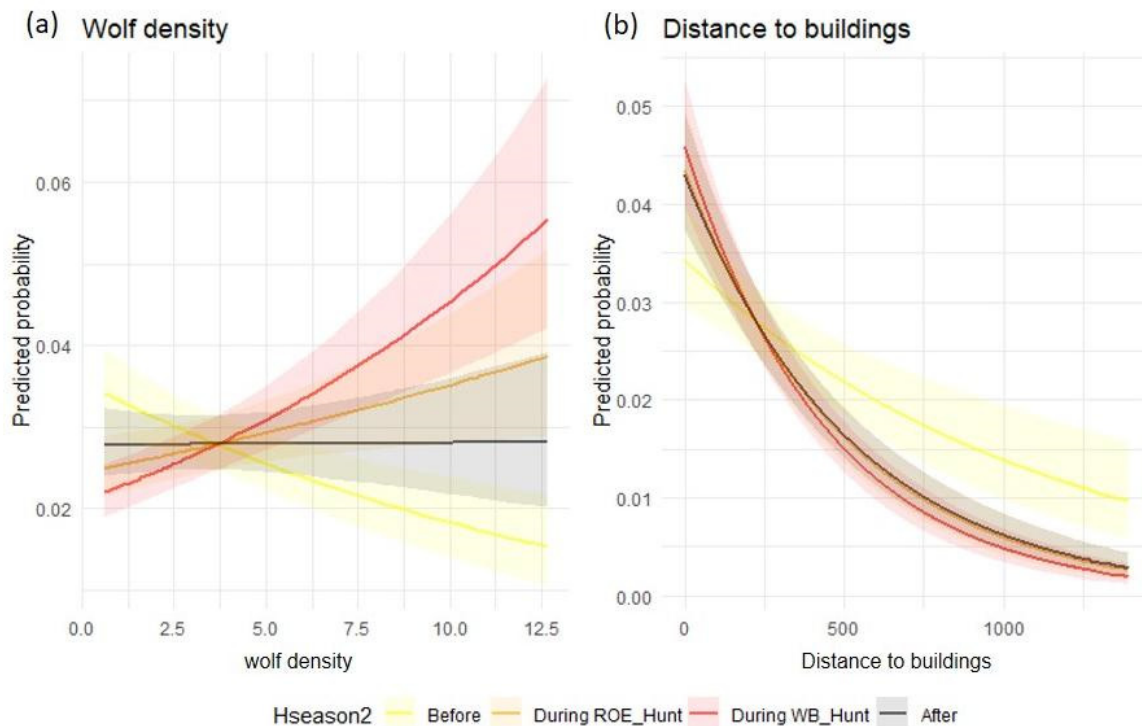 (a) Wolf density
Predicted probability
0.06
0.04
0.02
0.0 2.5 5.0 7.5 10.0 12.5
wolf density
(b) Distance to buildings
Predicted probability
0.05
0.04
0.03
0.02
0.01
0.00
0 500 1000
Distance to buildings
Hseason2 Before During ROE_Hunt During WB_Hunt After